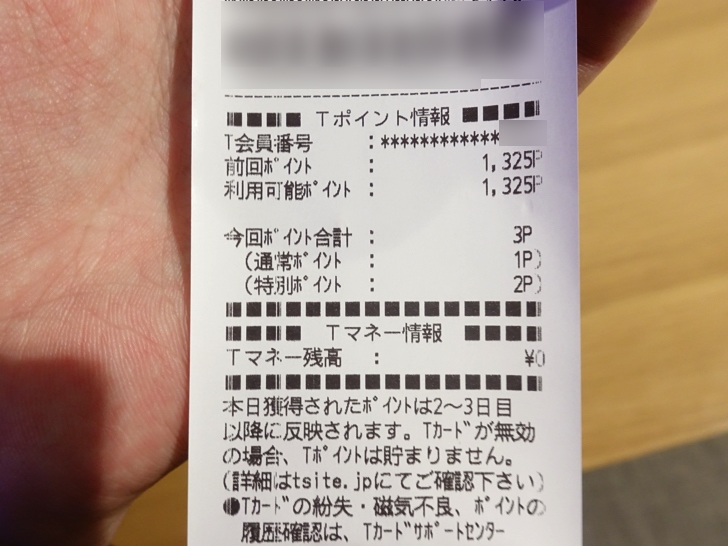 Tポイント情報
T会員番号 :************
前回ﾎﾟｲﾝﾄ : 1,325P
利用可能ﾎﾟｲﾝﾄ : 1,325P
今回ﾎﾟｲﾝﾄ合計 : 3P
(通常ﾎﾟｲﾝﾄ : 1P)
(特別ﾎﾟｲﾝﾄ : 2P)
Tマネー情報
Tマネー残高 : ¥0
本日獲得されたﾎﾟｲﾝﾄは2〜3日目
以降に反映されます。Tｶｰﾄﾞが無効
の場合、Tﾎﾟｲﾝﾄは貯まりません。
(詳細はtsite.jpにてご確認下さい)
●Tｶｰﾄﾞの紛失・磁気不良、ﾎﾟｲﾝﾄの
履歴確認は、Tｶｰﾄﾞｻﾎﾟｰﾄｾﾝﾀｰ